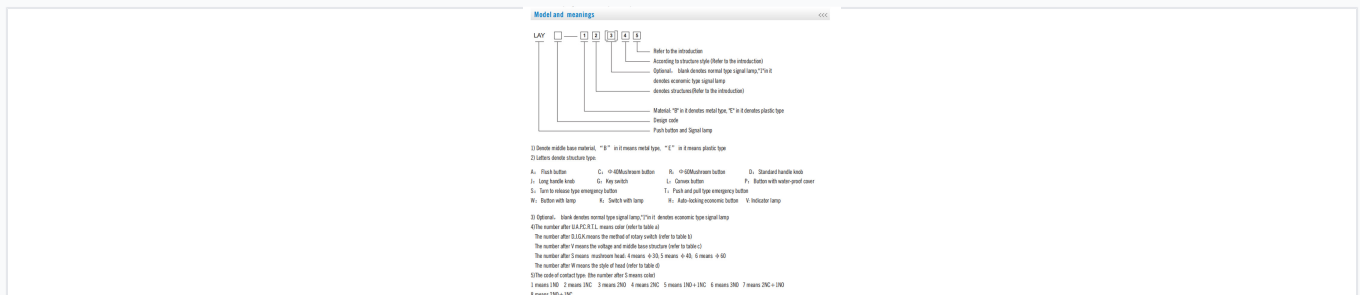 Model and meanings
<<<
LAY □ — 1 2 [3] 4 5
Refer to the introduction
According to structure style (Refer to the introduction)
Optional: blank denotes normal type signal lamp,"J"in it
denotes economic type signal lamp
denotes structures(Refer to the introduction)
Material: "B" in it denotes metal type, "E" in it denotes plastic type
Design code
Push button and Signal lamp
1) Denote middle base material, "B" in it means metal type, "E" in it means plastic type
2) Letters denote structure type:
A: Flush button C: Φ40Mushroom button R: Φ60Mushroom button D: Standard handle knob
J: Long handle knob G: Key switch L: Convex button P: Button with water-proof cover
S: Turn to release type emergency button T: Push and pull type emergency button
W: Button with lamp K: Switch with lamp H: Auto-locking economic button V: Indicator lamp
3) Optional: blank denotes normal type signal lamp,"J"in it denotes economic type signal lamp
4)The number after U.A.P.C.R.T.L. means color (refer to table a)
The number after D.J.G.K.means the method of rotary switch (refer to table b)
The number after V means the voltage and middle base structure (refer to table c)
The number after S means mushroom head: 4 means Φ30, 5 means Φ40, 6 means Φ60
The number after W means the style of head (refer to table d)
5)The code of contact type: (the number after S means color)
1 means 1NO 2 means 1NC 3 means 2NO 4 means 2NC 5 means 1NO+1NC 6 means 3NO 7 means 2NC+1NO
8 means 2NO+1NC